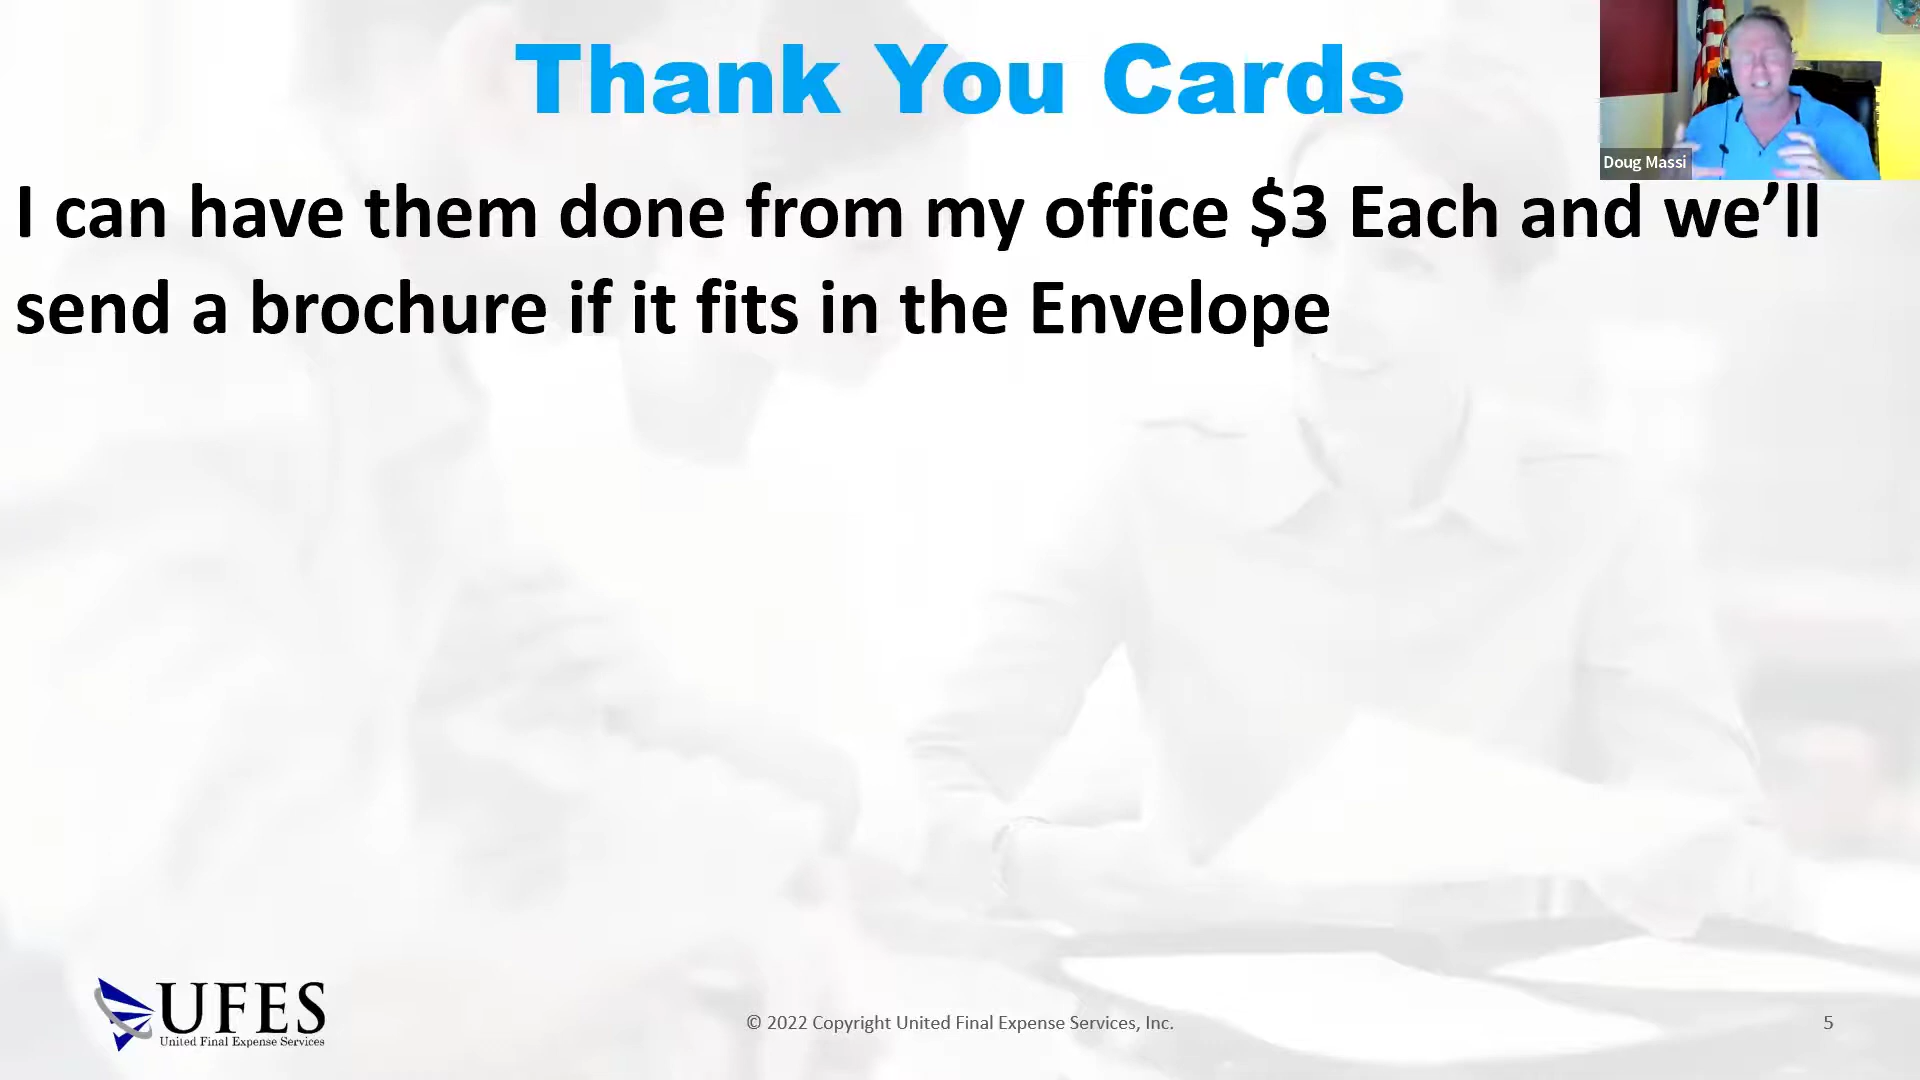 Thank You Cards
Doug Massi
I can have them done from my office $3 Each and we’ll
send a brochure if it fits in the Envelope
UFES
United Final Expense Services
© 2022 Copyright United Final Expense Services, Inc.
5